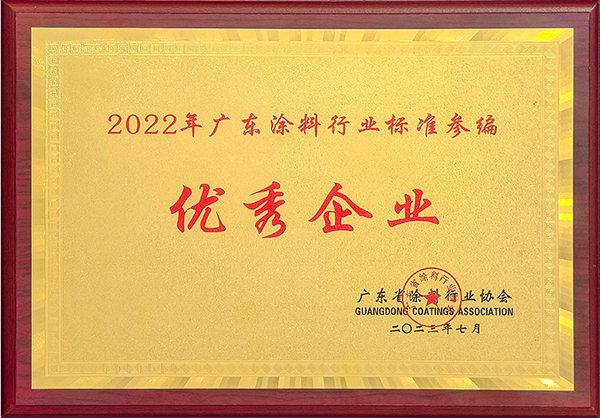 2022年广东涂料行业标准参编
优秀企业
广东省涂料行业协会
GUANGDONG COATINGS ASSOCIATION
二〇二三年七月